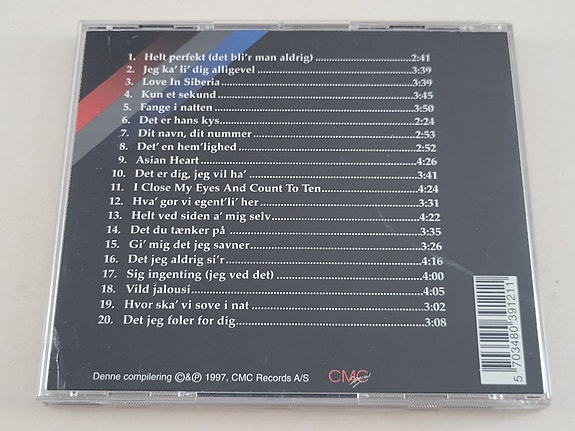 1. Helt perfekt (det bli'r man aldrig) 2:41
2. Jeg ka' li' dig alligevel 3:39
3. Love In Siberia 3:39
4. Kun et sekund 3:45
5. Fange i natten 3:50
6. Det er hans kys 2:24
7. Dit navn, dit nummer 2:53
8. Det' en hem'lighed 2:52
9. Asian Heart 4:26
10. Det er dig, jeg vil ha' 3:41
11. I Close My Eyes And Count To Ten 4:24
12. Hva' gør vi egent'li' her 3:31
13. Helt ved siden a' mig selv 4:22
14. Det du tænker på 3:35
15. Gi' mig det jeg savner 3:26
16. Det jeg aldrig si'r 4:16
17. Sig ingenting (jeg ved det) 4:00
18. Vild jalousi 4:05
19. Hvor ska' vi sove i nat 3:02
20. Det jeg føler for dig 3:08
Denne compilering ©&℗ 1997, CMC Records A/S
CMC
5 703480 391211